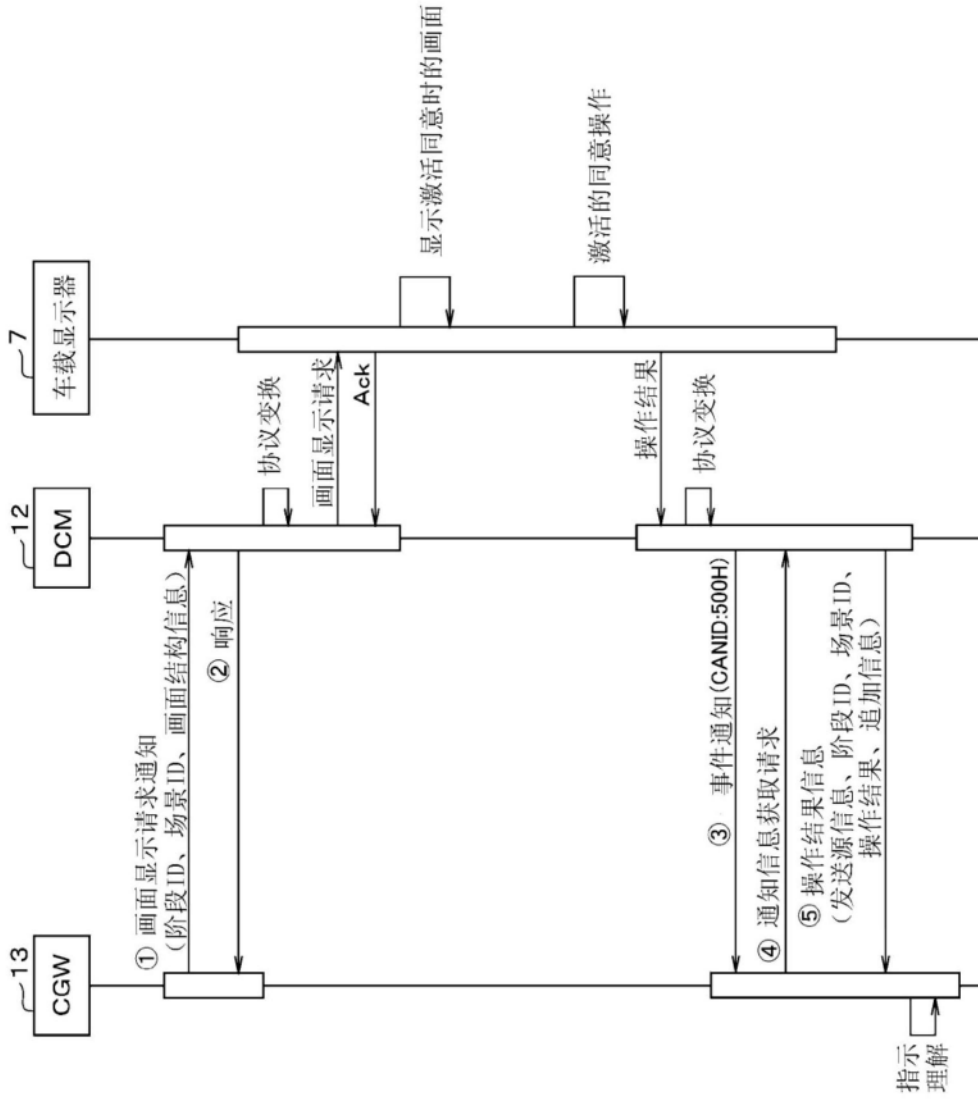 13
CGW
12
DCM
7
车载显示器
① 画面显示请求通知
(阶段ID、场景ID、画面结构信息)
② 响应
协议变换
画面显示请求
Ack
显示激活同意时的画面
激活的同意操作
操作结果
协议变换
③ 事件通知(CANID:500H)
④ 通知信息获取请求
⑤ 操作结果信息
(发送源信息、阶段ID、场景ID、
操作结果、追加信息)
指示
理解